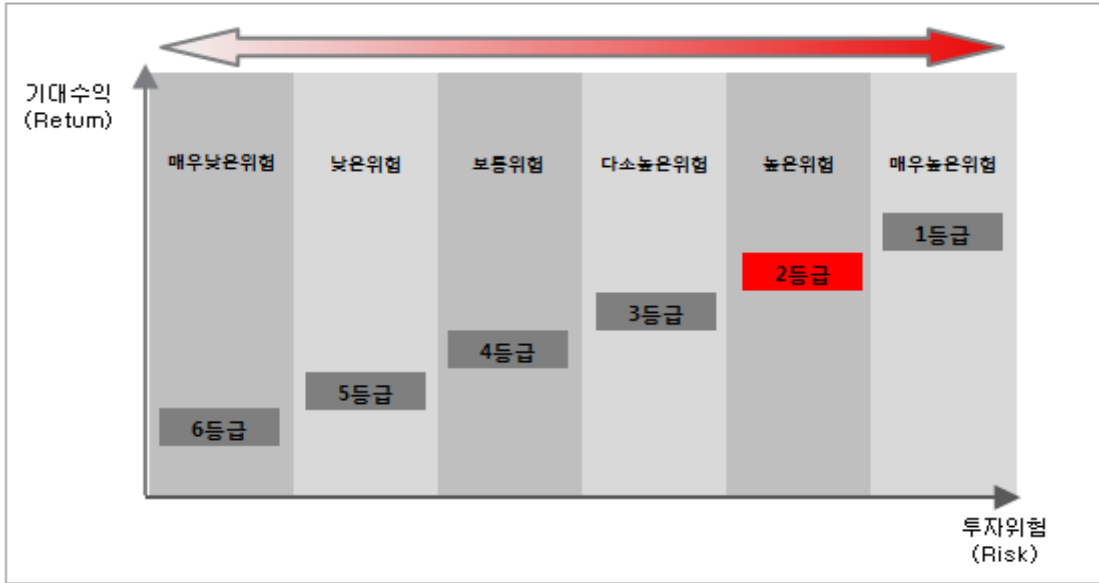 기대수익
(Return)
매우낮은위험
낮은위험
보통위험
다소높은위험
높은위험
매우높은위험
1등급
2등급
3등급
4등급
5등급
6등급
투자위험
(Risk)